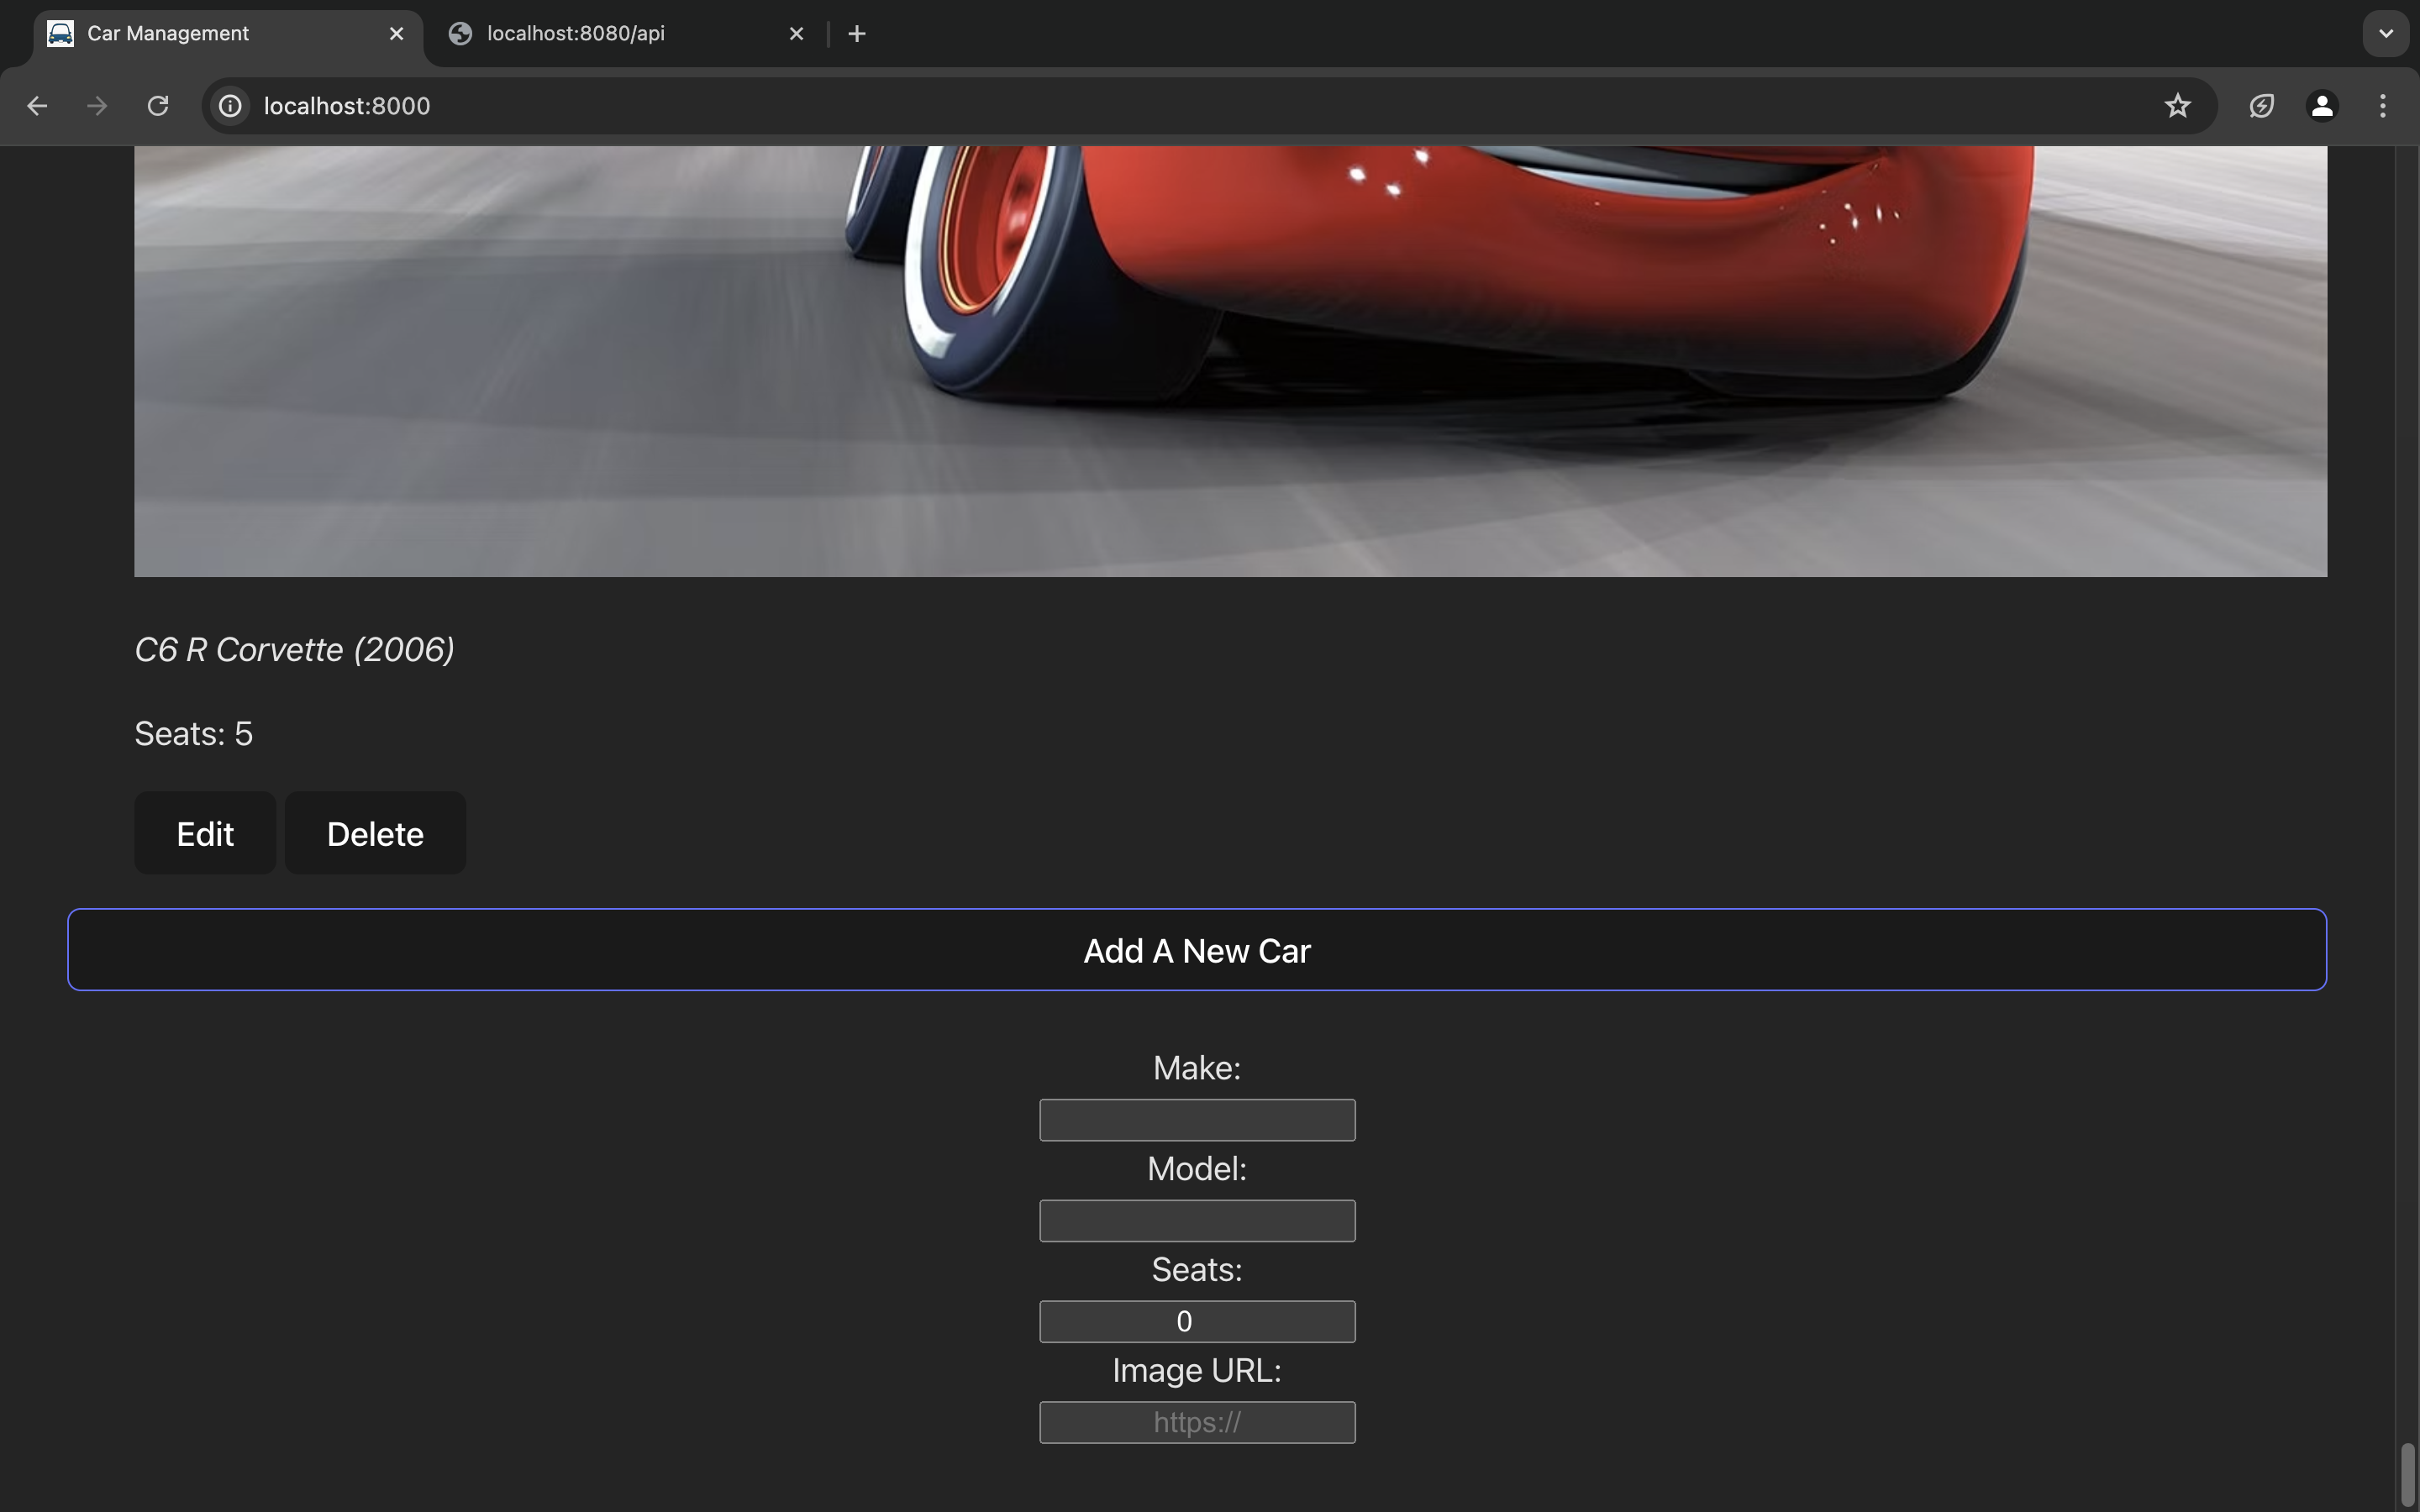 Car Management
localhost:8080/api
localhost:8000
C6 R Corvette (2006)
Seats: 5
Edit
Delete
Add A New Car
Make:
Model:
Seats:
0
Image URL:
https://